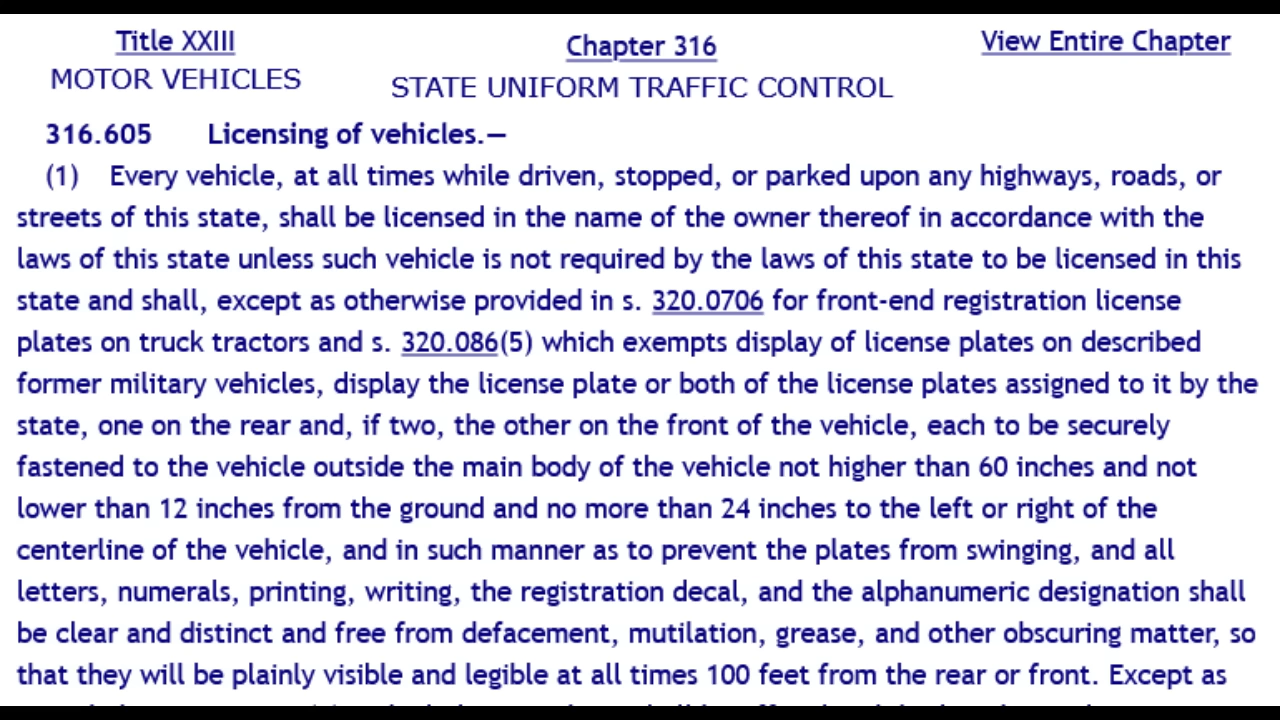 Title XXIII
Chapter 316
View Entire Chapter
MOTOR VEHICLES
STATE UNIFORM TRAFFIC CONTROL
316.605 Licensing of vehicles.—
(1) Every vehicle, at all times while driven, stopped, or parked upon any highways, roads, or
streets of this state, shall be licensed in the name of the owner thereof in accordance with the
laws of this state unless such vehicle is not required by the laws of this state to be licensed in this
state and shall, except as otherwise provided in s. 320.0706 for front-end registration license
plates on truck tractors and s. 320.086(5) which exempts display of license plates on described
former military vehicles, display the license plate or both of the license plates assigned to it by the
state, one on the rear and, if two, the other on the front of the vehicle, each to be securely
fastened to the vehicle outside the main body of the vehicle not higher than 60 inches and not
lower than 12 inches from the ground and no more than 24 inches to the left or right of the
centerline of the vehicle, and in such manner as to prevent the plates from swinging, and all
letters, numerals, printing, writing, the registration decal, and the alphanumeric designation shall
be clear and distinct and free from defacement, mutilation, grease, and other obscuring matter, so
that they will be plainly visible and legible at all times 100 feet from the rear or front. Except as